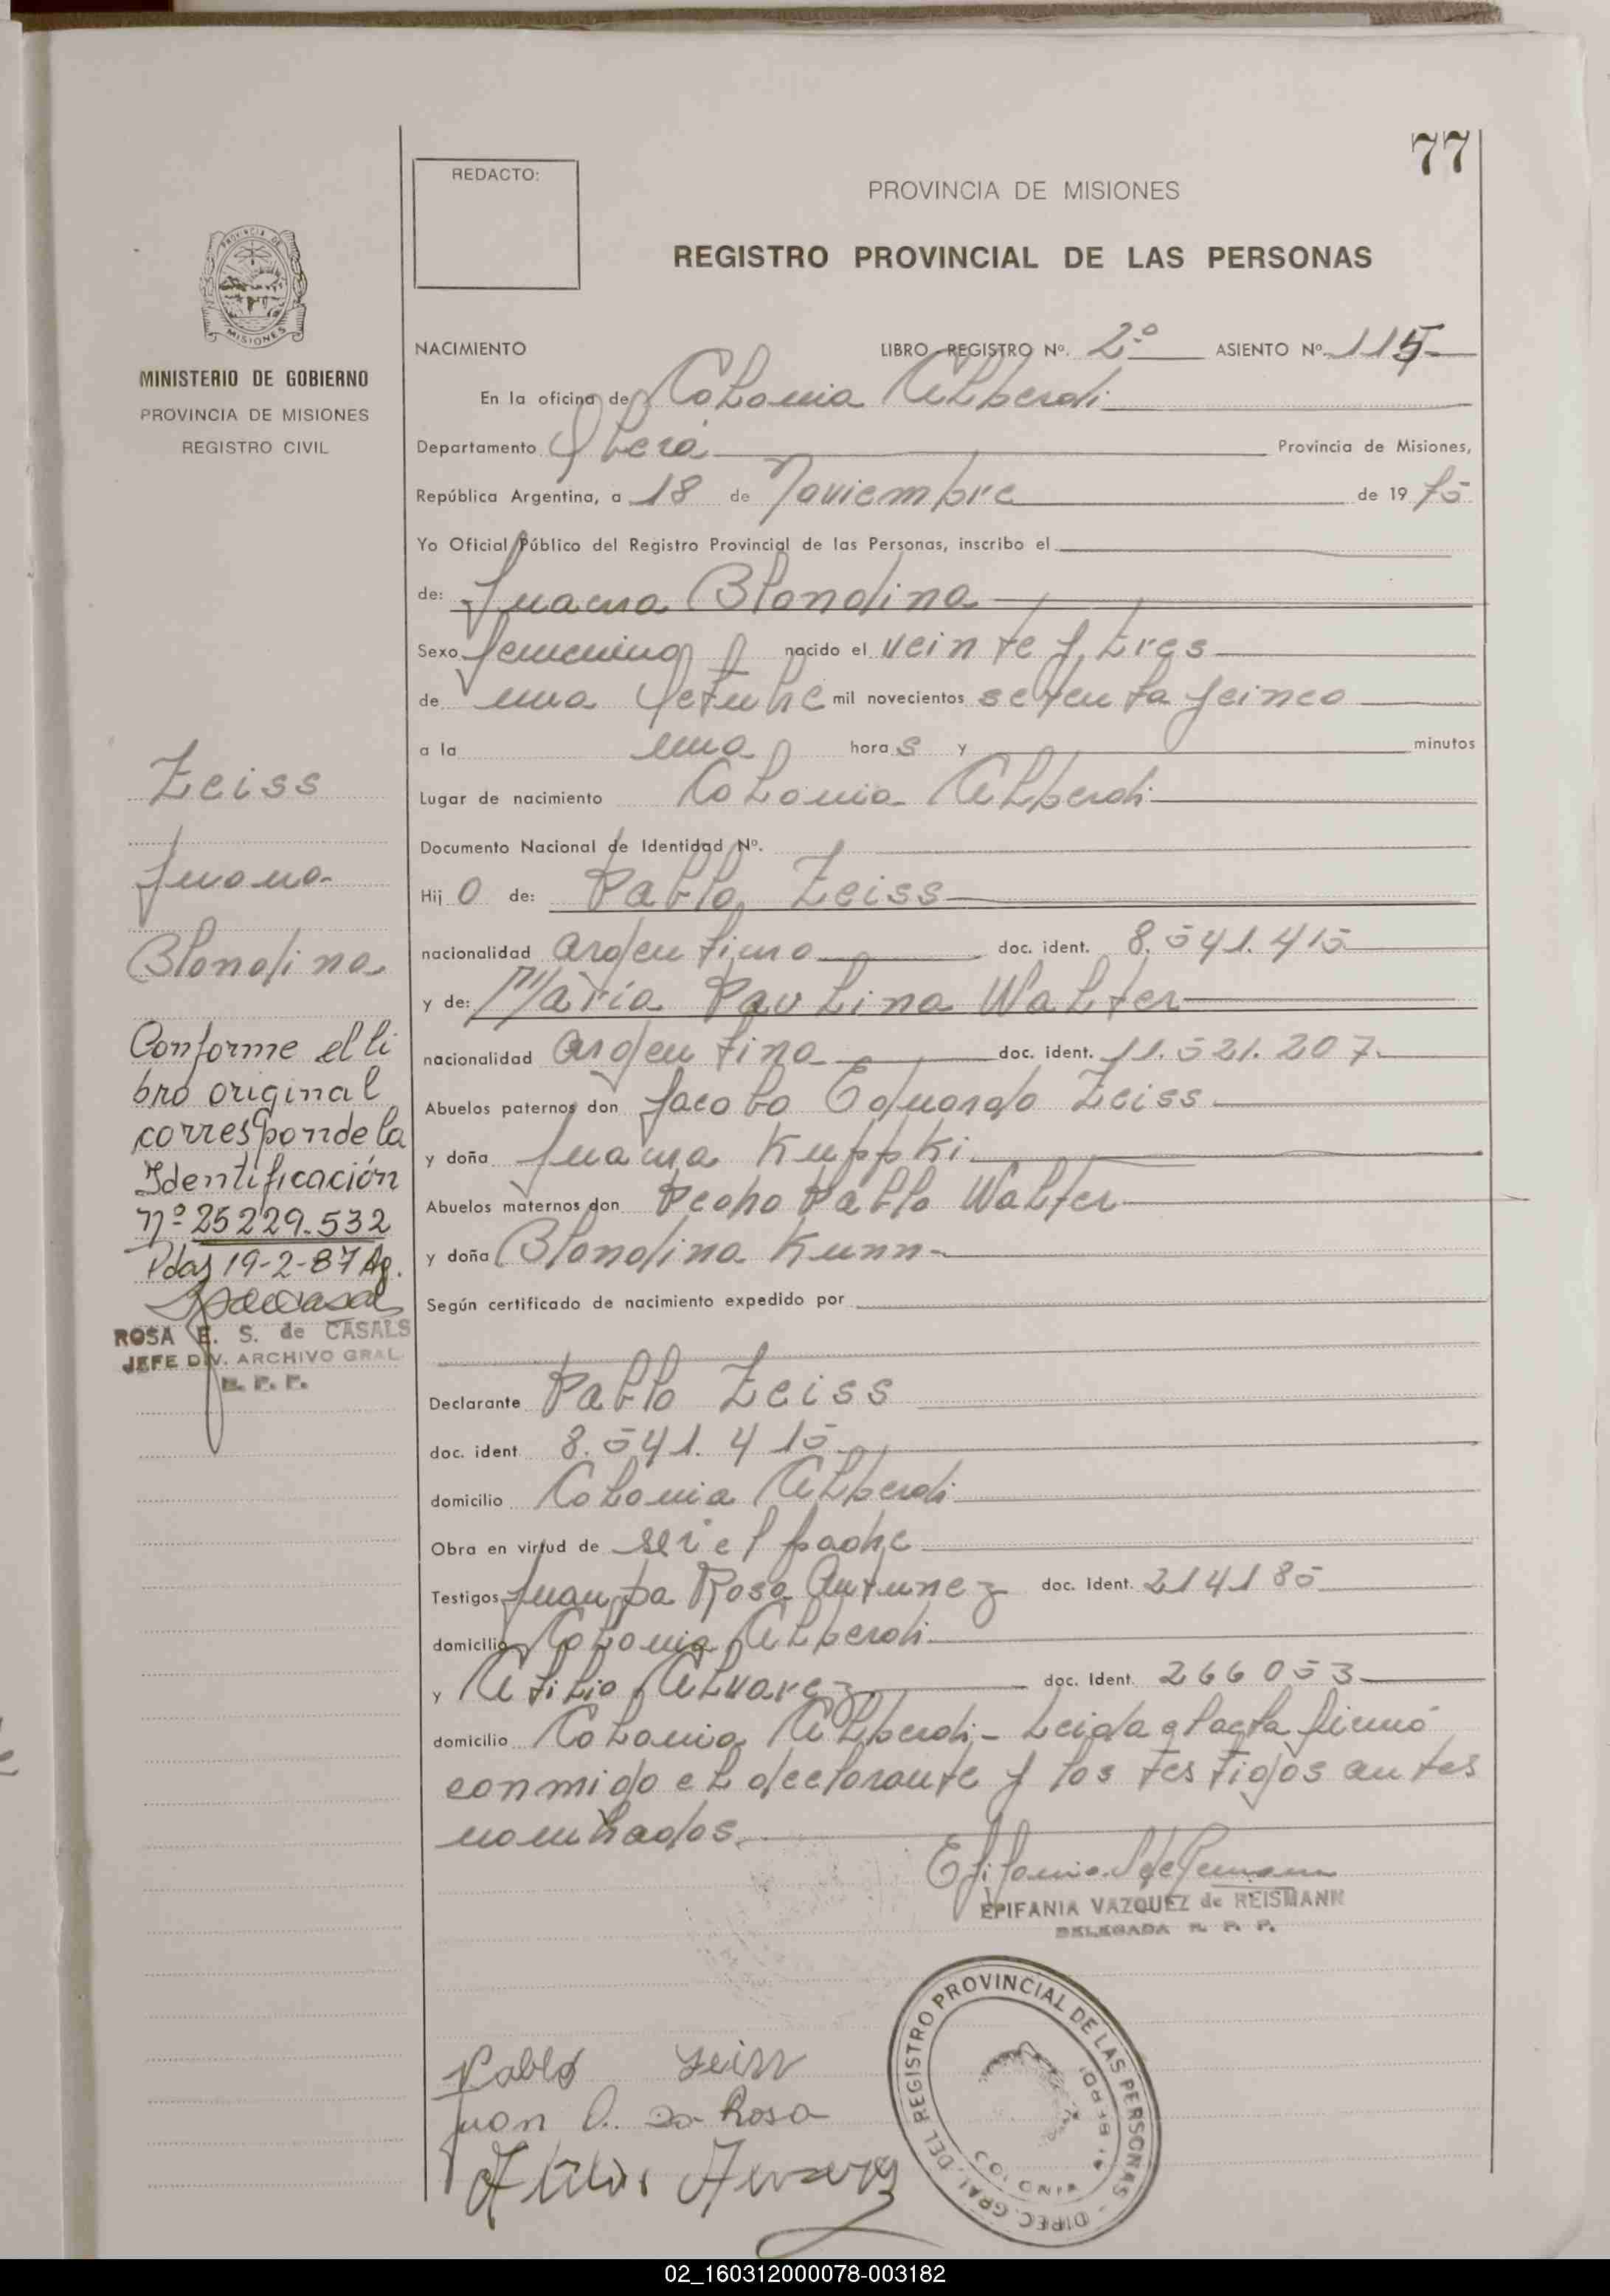 77
REDACTO:
PROVINCIA DE MISIONES
REGISTRO PROVINCIAL DE LAS PERSONAS
PROVINCIA DE
MISIONES
MINISTERIO DE GOBIERNO
PROVINCIA DE MISIONES
REGISTRO CIVIL
NACIMIENTO LIBRO REGISTRO Nº. 2º ASIENTO Nº 115
En la oficina de Colonia Alberdi
Departamento Obera Provincia de Misiones,
República Argentina, a 18 de Noviembre de 19 75
Yo Oficial Público del Registro Provincial de las Personas, inscribo el
de: Juana Blondina
Sexo femenino nacido el veinte y tres
de Octubre mil novecientos setenta y cinco
a la una hora s y minutos
Lugar de nacimiento Colonia Alberdi
Documento Nacional de Identidad Nº.
Hij o de: Pablo Zeiss
nacionalidad argentino doc. ident. 8.541.415
y de: María Paulina Walter
nacionalidad argentina doc. ident. 11.521.207.
Abuelos paternos don Jacobo Eduardo Zeiss
y doña Juana Kuppki
Abuelos maternos don Pedro Pablo Walter
y doña Blondina Kunn
Según certificado de nacimiento expedido por
Declarante Pablo Zeiss
doc. ident 8.541.415
domicilio Colonia Alberdi
Obra en virtud de ser el padre
Testigos Juan Da Rosa Antunez doc. Ident. 214185
domicilio Colonia Alberdi
y Atilio Alvarez doc. Ident. 266053
domicilio Colonia Alberdi - Leida el acta firmó
conmigo el declarante y los testigos antes
nombrados.
Zeiss
Juana
Blondina
Conforme el li
bro original
corresponde la
Identificación
nº 25229.532
Pdas 19-2-87 Ag.
ROSA E. S. de CASALS
JEFE DIV. ARCHIVO GRAL
R. P. P.
EPIFANIA VAZQUEZ de REISMANN
DELEGADA R. P. P.
DIREC. GRAL. DEL REGISTRO PROVINCIAL DE LAS PERSONAS
Pablo Zeiss
Juan A. Da Rosa
Atilio Alvarez
02_160312000078-003182